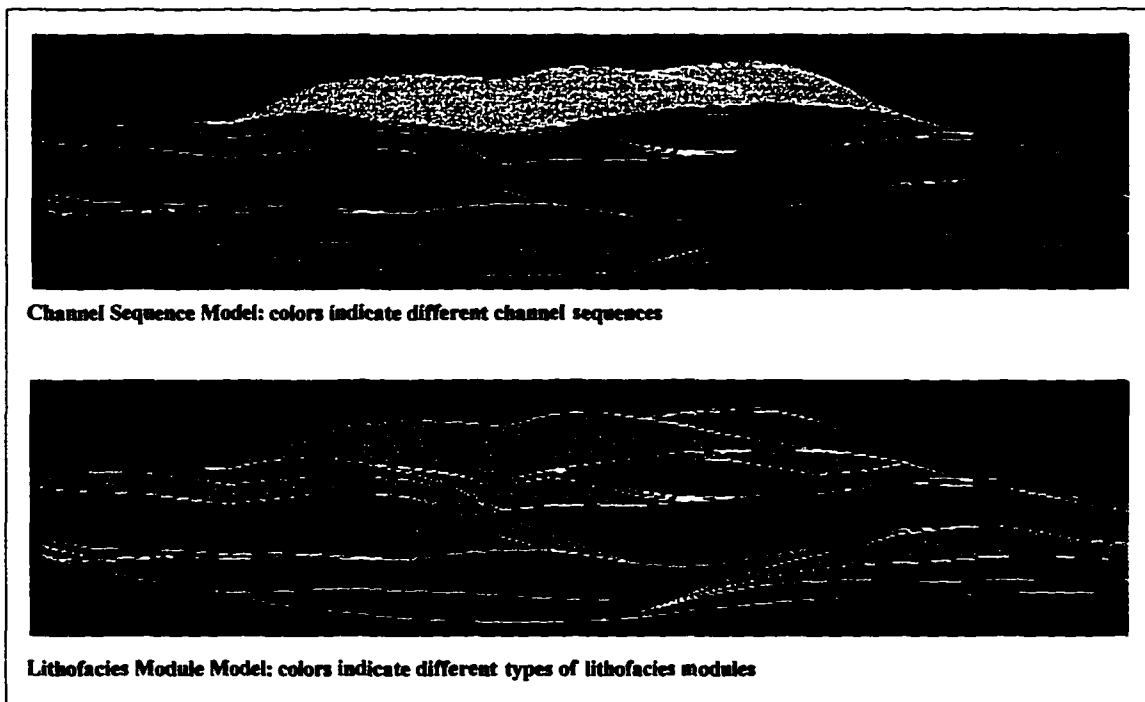 Channel Sequence Model: colors indicate different channel sequences
Lithofacies Module Model: colors indicate different types of lithofacies modules